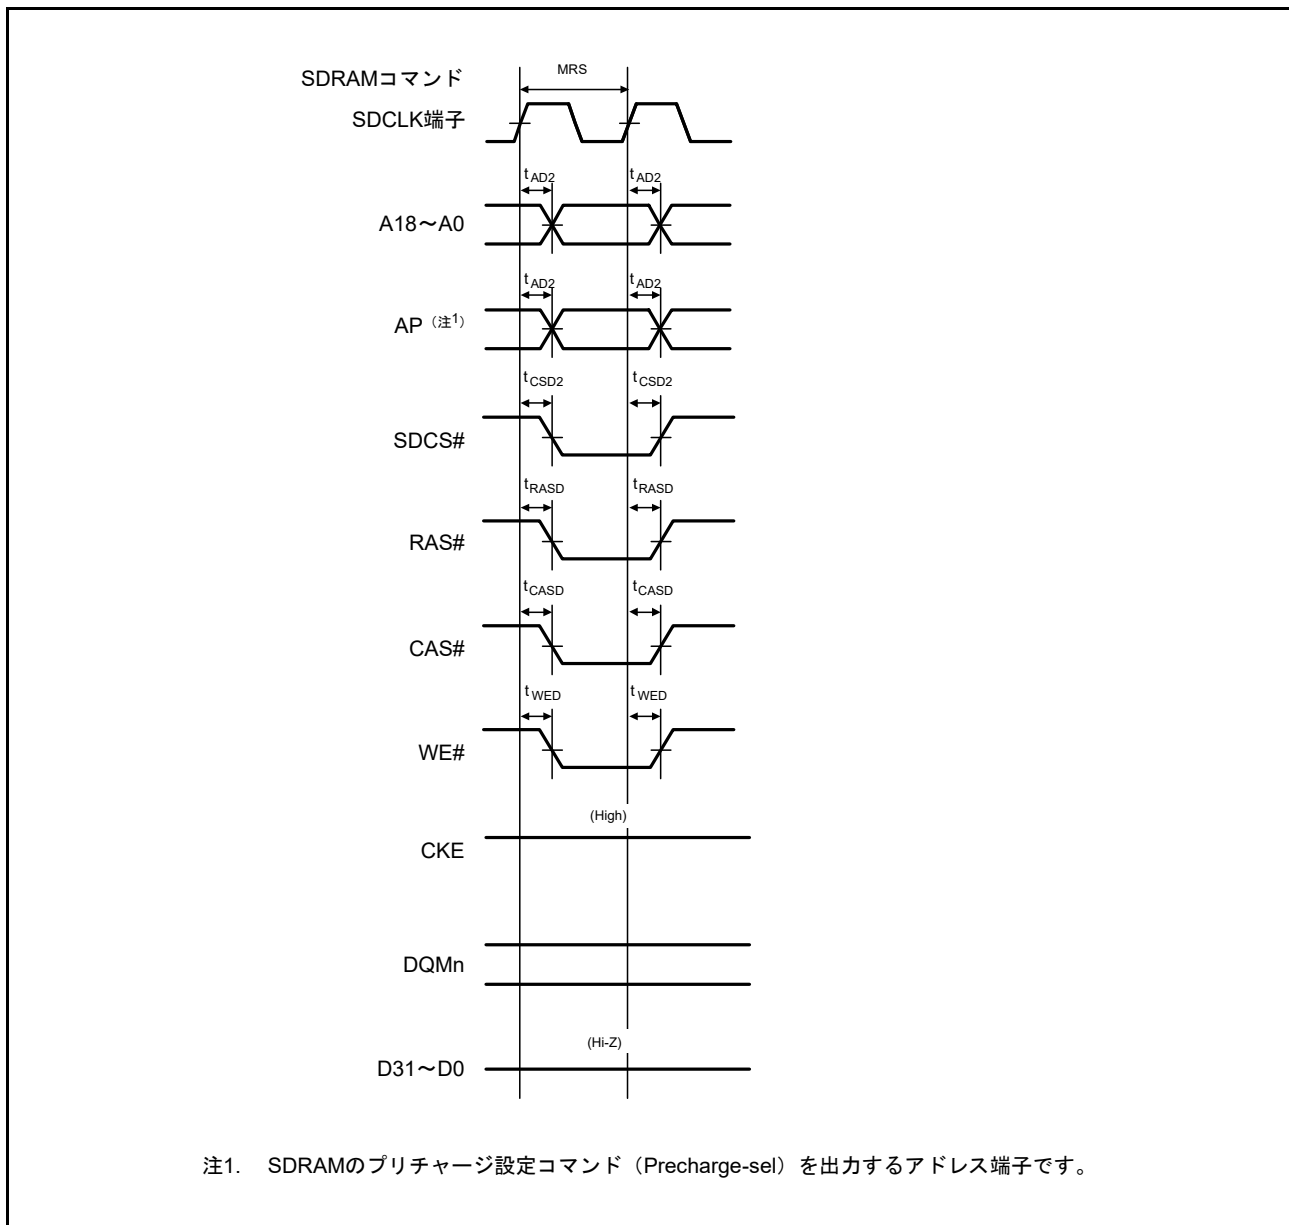 MRS
SDRAMコマンド
SDCLK端子
tAD2 tAD2
A18〜A0
tAD2 tAD2
AP（注1）
tCSD2 tCSD2
SDCS#
tRASD tRASD
RAS#
tCASD tCASD
CAS#
tWED tWED
WE#
(High)
CKE
DQMn
(Hi-Z)
D31〜D0
注1. SDRAMのプリチャージ設定コマンド（Precharge-sel）を出力するアドレス端子です。